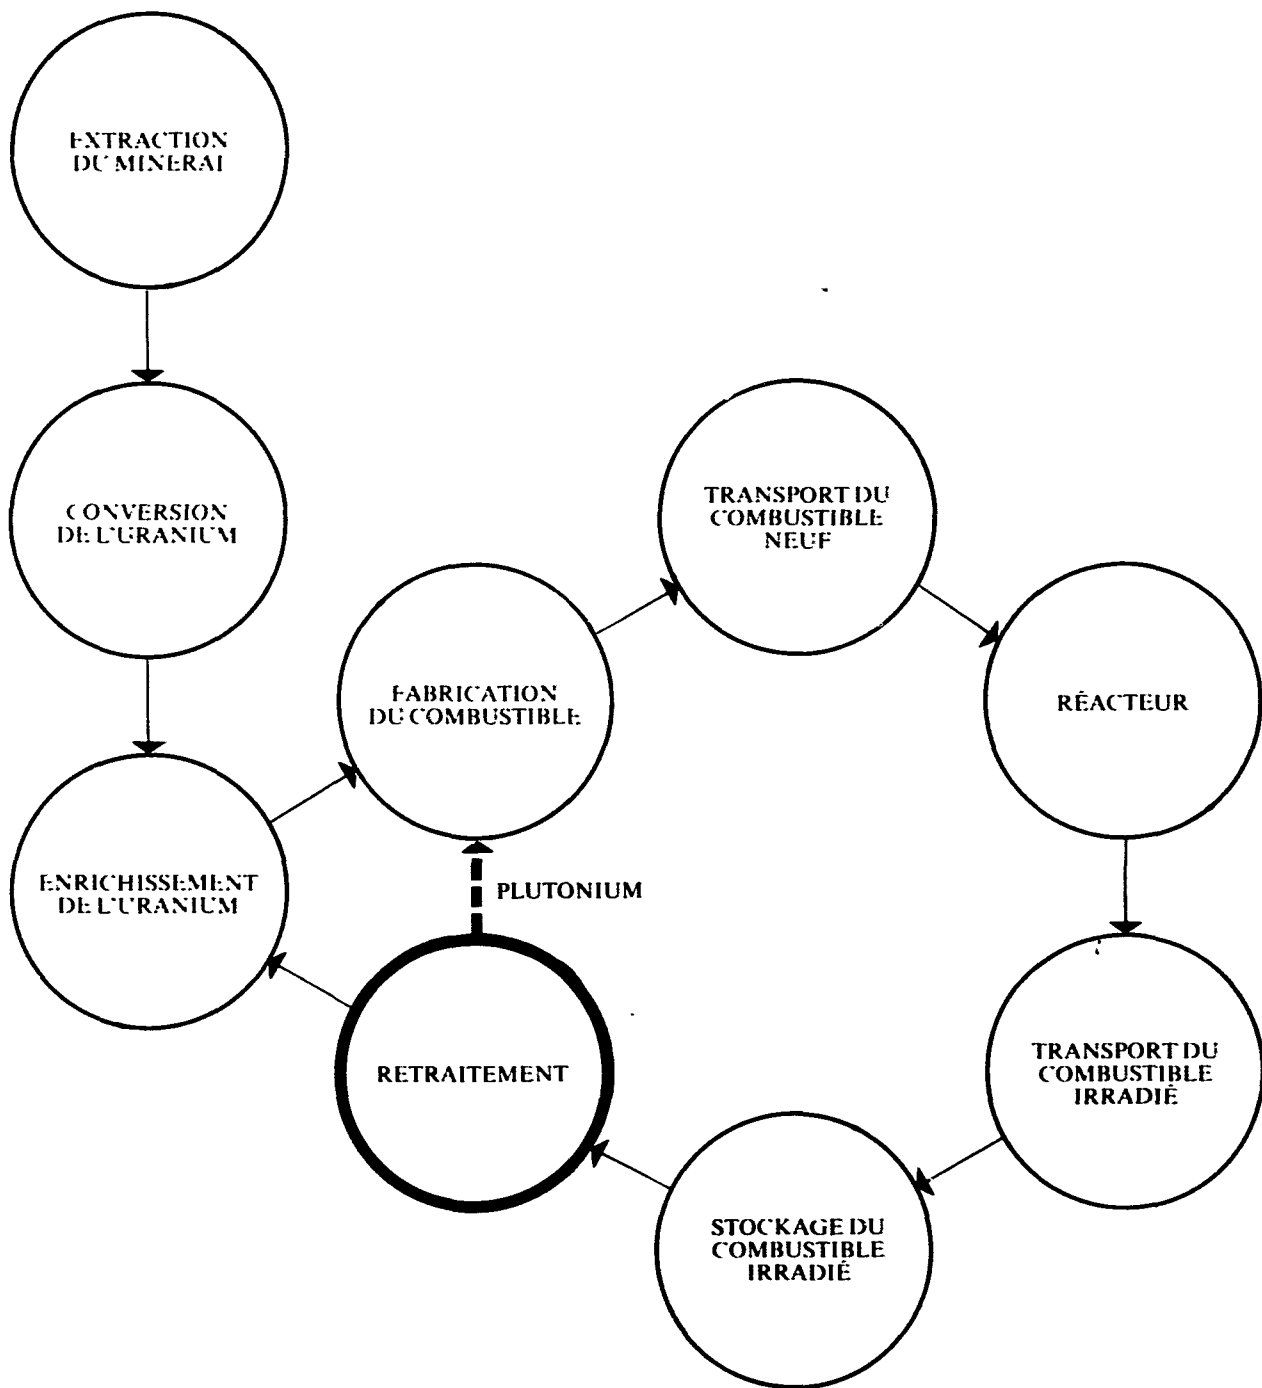 EXTRACTION
DU MINERAI
CONVERSION
DE L'URANIUM
TRANSPORT DU
COMBUSTIBLE
NEUF
FABRICATION
DU COMBUSTIBLE
RÉACTEUR
ENRICHISSEMENT
DE L'URANIUM
PLUTONIUM
RETRAITEMENT
TRANSPORT DU
COMBUSTIBLE
IRRADIÉ
STOCKAGE DU
COMBUSTIBLE
IRRADIÉ